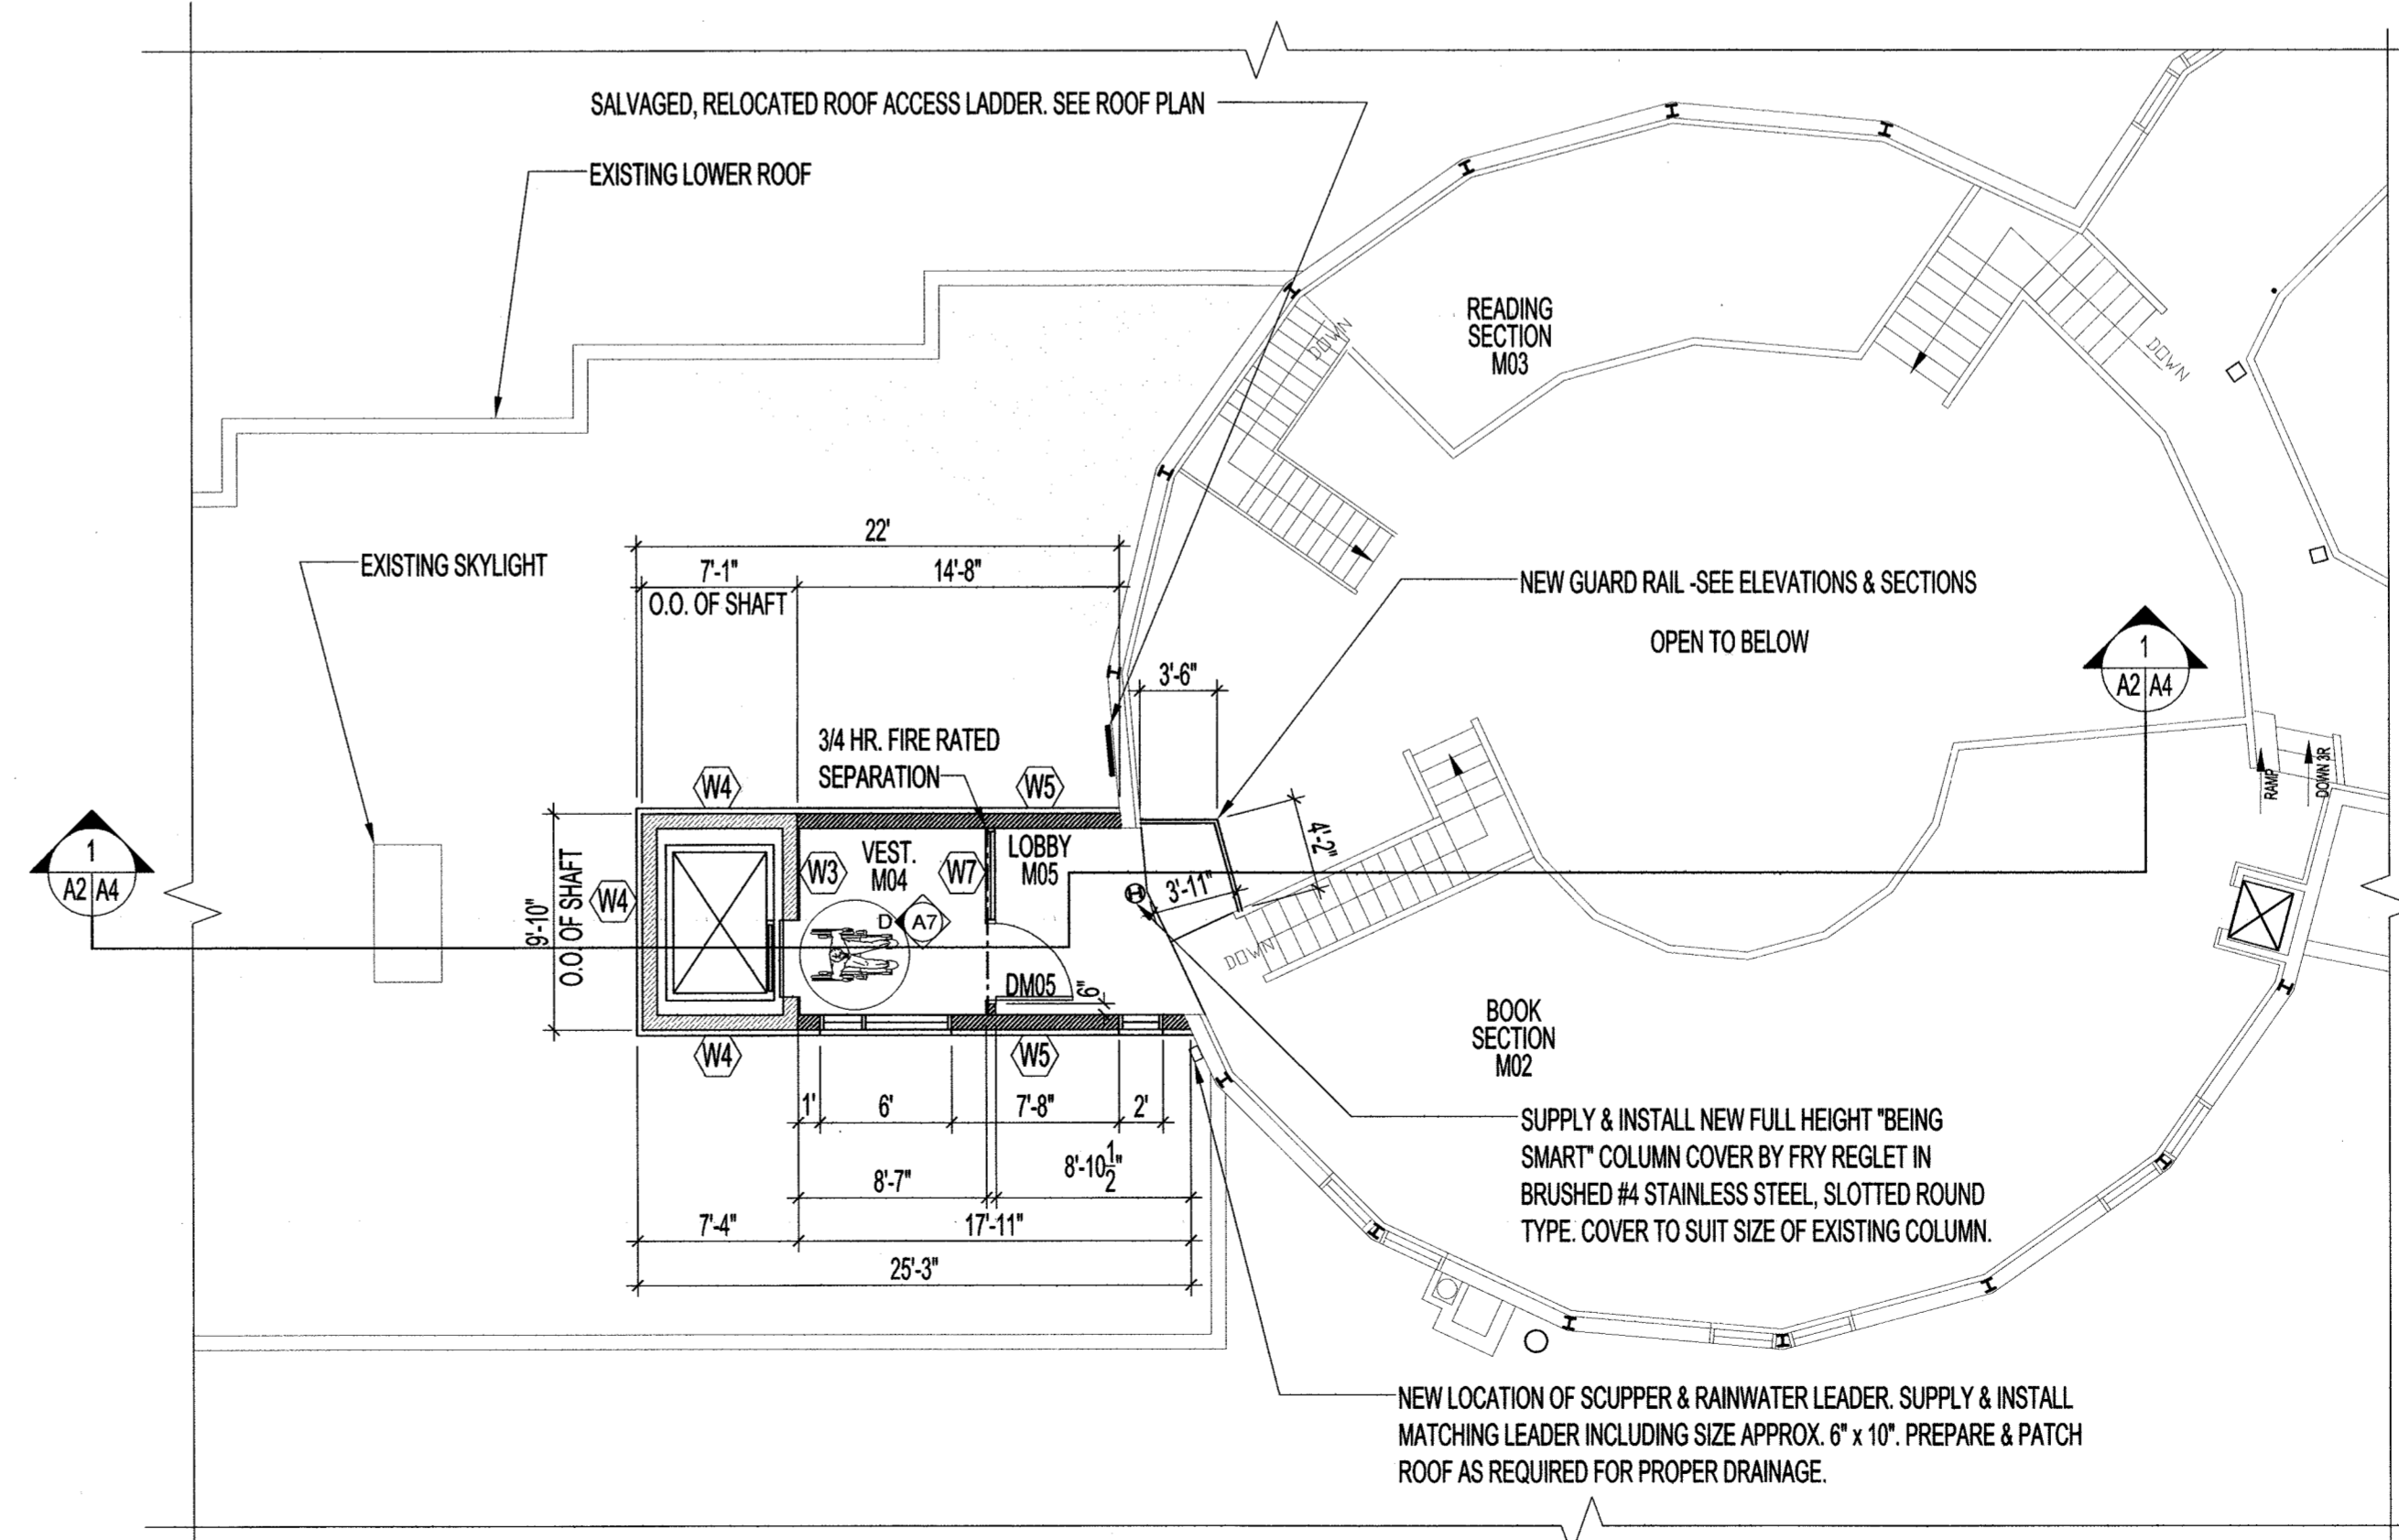 SALVAGED, RELOCATED ROOF ACCESS LADDER. SEE ROOF PLAN
EXISTING LOWER ROOF
READING
SECTION
M03
DOWN
DOWN
22'
7'-1"
14'-8"
O.O. OF SHAFT
EXISTING SKYLIGHT
NEW GUARD RAIL -SEE ELEVATIONS & SECTIONS
OPEN TO BELOW
1
A2 A4
3'-6"
3/4 HR. FIRE RATED
SEPARATION
W4
W5
RAMP
DOWN 3R
4'-2"
1
A2 A4
9'-10"
O.O. OF SHAFT
W4
W3
VEST.
M04
W7
LOBBY
M05
H
3'-11"
D
A7
DOWN
DM05
6"
W4
W5
BOOK
SECTION
M02
1'
6'
7'-8"
2'
8'-7"
8'-10 1/2"
7'-4"
17'-11"
25'-3"
SUPPLY & INSTALL NEW FULL HEIGHT "BEING
SMART" COLUMN COVER BY FRY REGLET IN
BRUSHED #4 STAINLESS STEEL, SLOTTED ROUND
TYPE. COVER TO SUIT SIZE OF EXISTING COLUMN.
NEW LOCATION OF SCUPPER & RAINWATER LEADER. SUPPLY & INSTALL
MATCHING LEADER INCLUDING SIZE APPROX. 6" x 10". PREPARE & PATCH
ROOF AS REQUIRED FOR PROPER DRAINAGE.